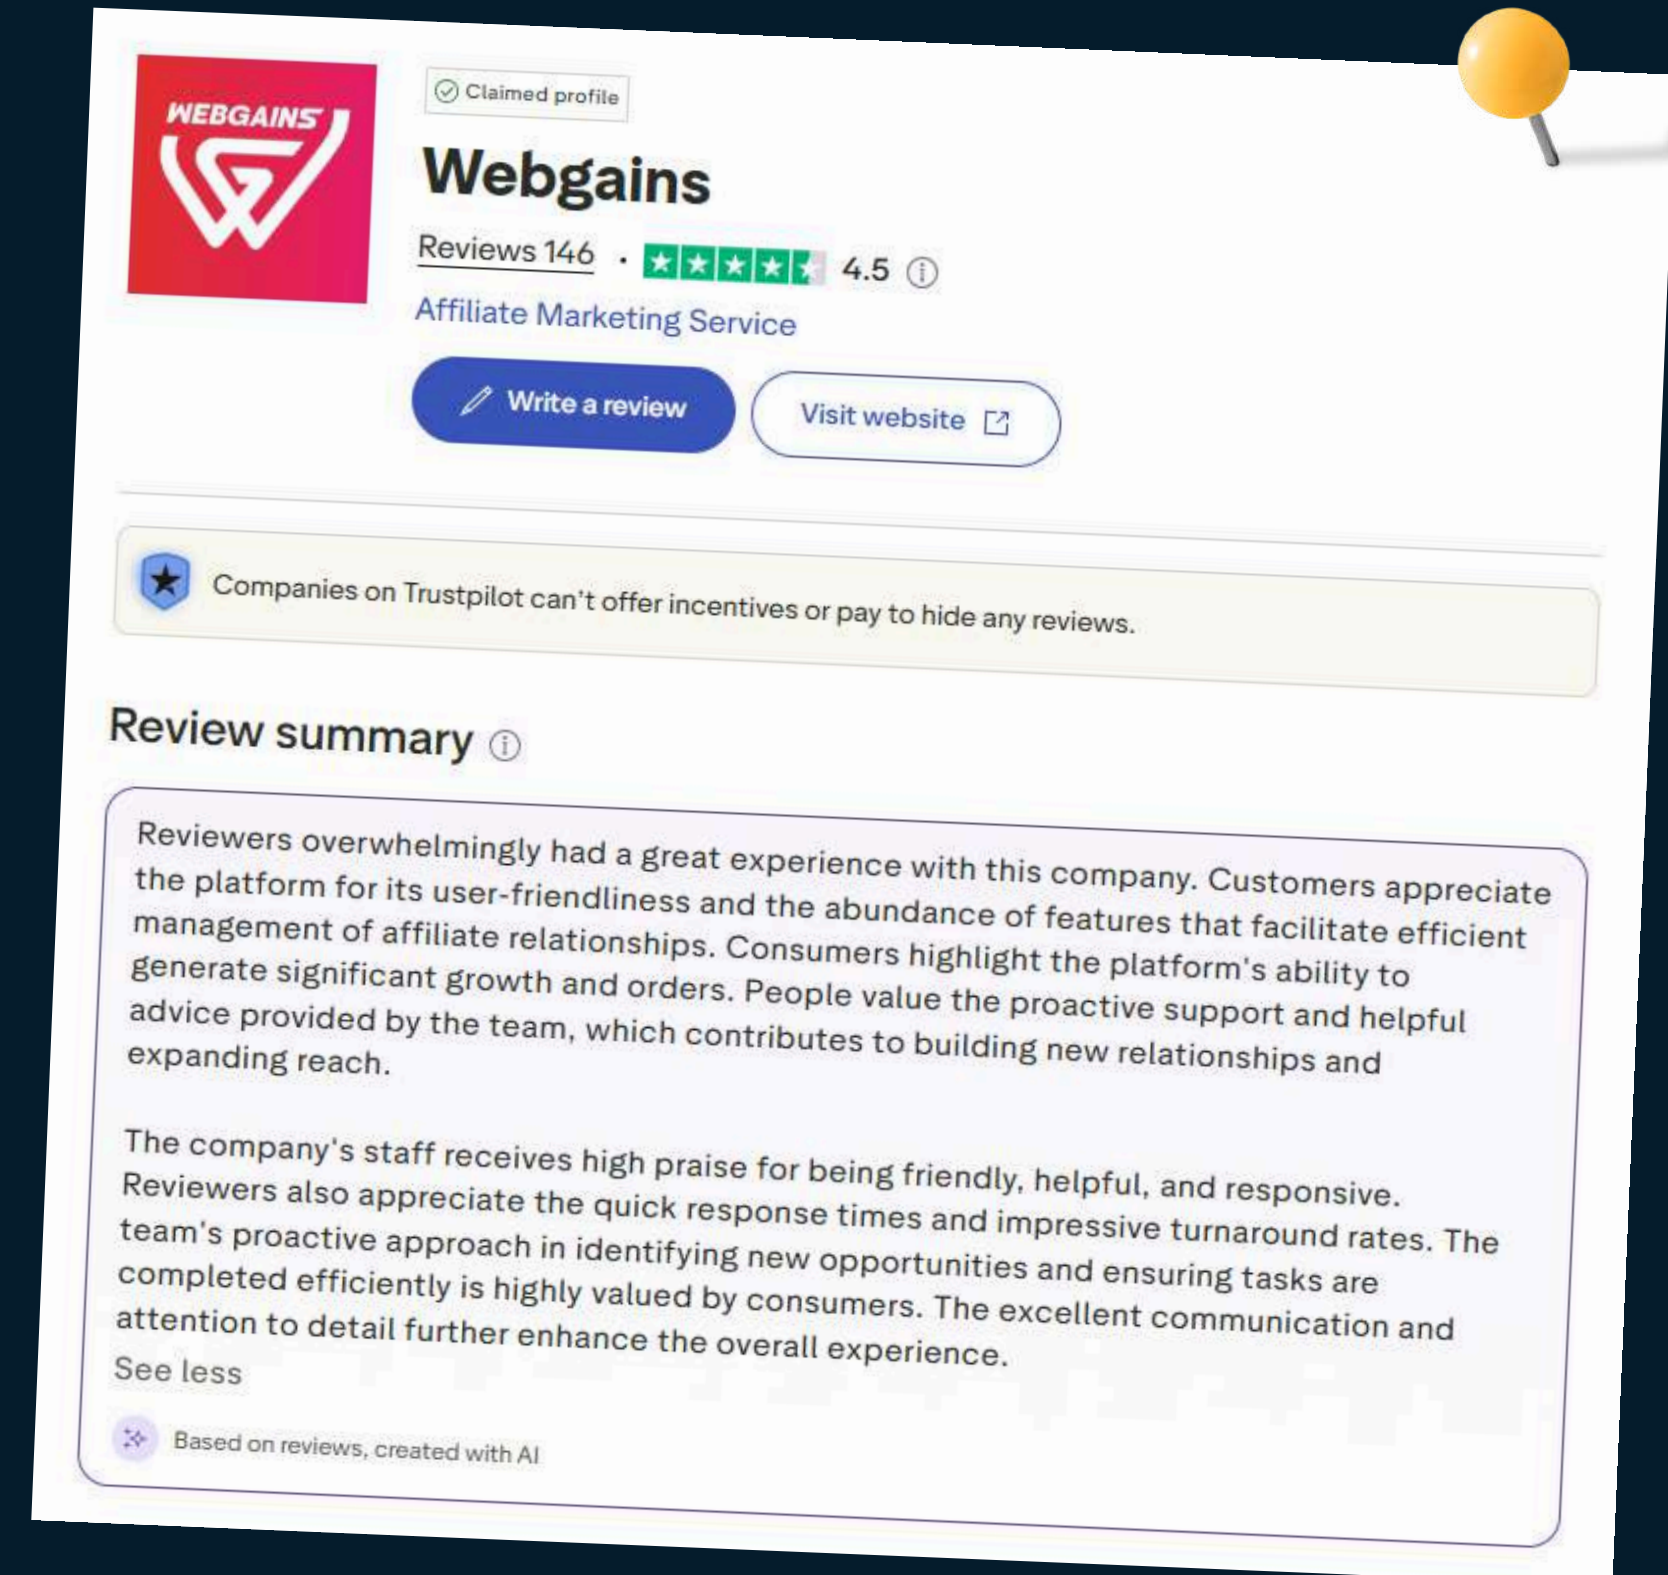 WEBGAINS
Claimed profile
Webgains
Reviews 146 · 4.5
Affiliate Marketing Service
Write a review
Visit website
Companies on Trustpilot can't offer incentives or pay to hide any reviews.
Review summary
Reviewers overwhelmingly had a great experience with this company. Customers appreciate
the platform for its user-friendliness and the abundance of features that facilitate efficient
management of affiliate relationships. Consumers highlight the platform's ability to
generate significant growth and orders. People value the proactive support and helpful
advice provided by the team, which contributes to building new relationships and
expanding reach.
The company's staff receives high praise for being friendly, helpful, and responsive.
Reviewers also appreciate the quick response times and impressive turnaround rates. The
team's proactive approach in identifying new opportunities and ensuring tasks are
completed efficiently is highly valued by consumers. The excellent communication and
attention to detail further enhance the overall experience.
See less
Based on reviews, created with AI